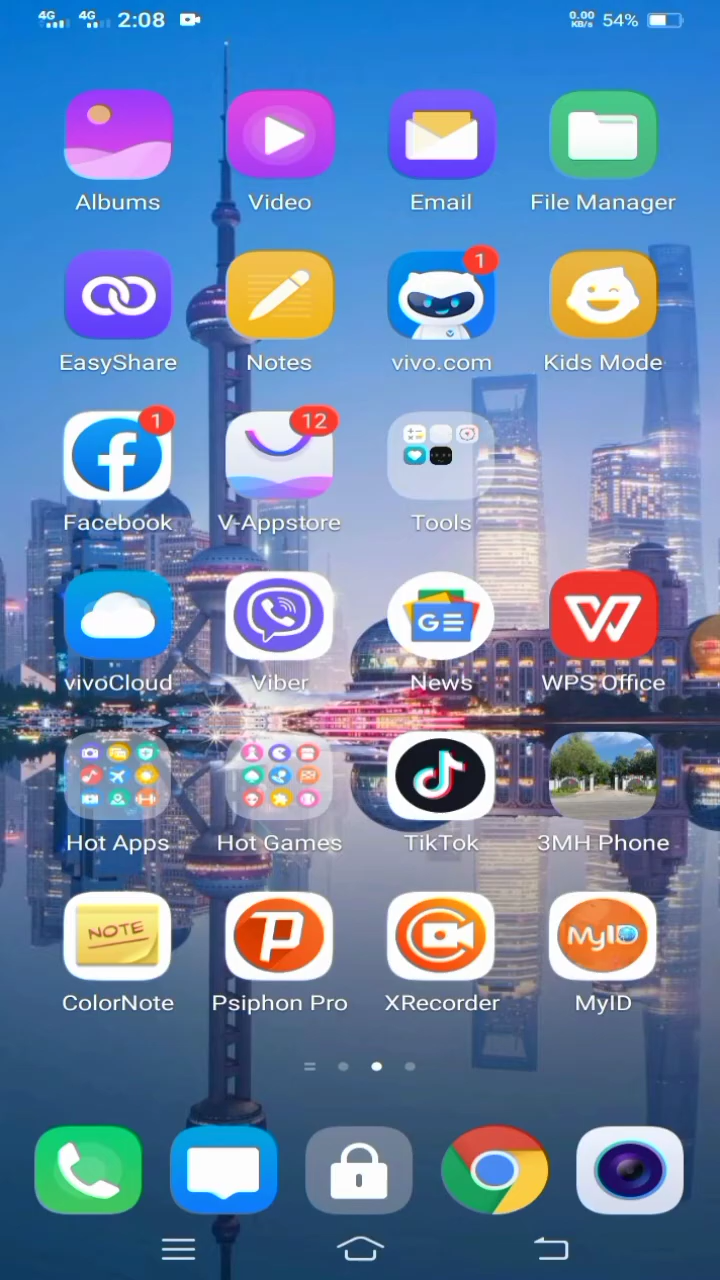 4G 4G 2:08 0.00 KB/s 54%
Albums Video Email File Manager
1
EasyShare Notes vivo.com Kids Mode
1 12
Facebook V-Appstore Tools
GE
vivoCloud Viber News WPS Office
Hot Apps Hot Games TikTok 3MH Phone
NOTE MyID
ColorNote Psiphon Pro XRecorder MyID